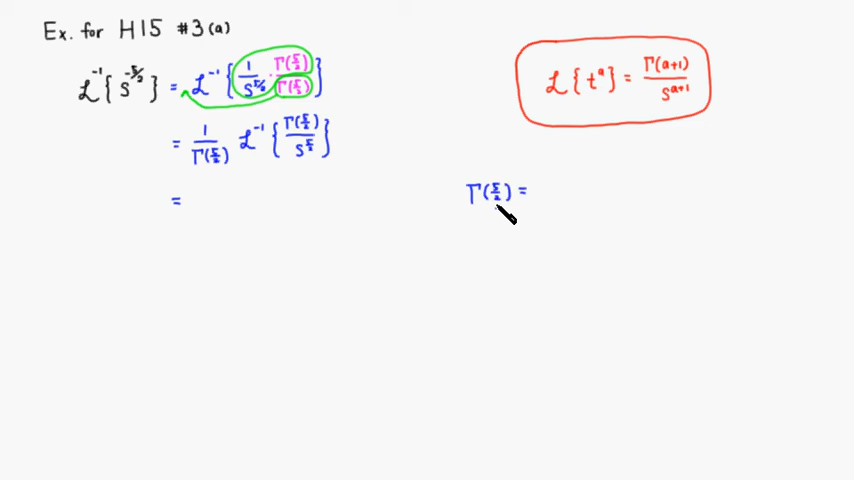 Ex. for H15 #3(a)
ℒ⁻¹{ s^(-5/2) } = ℒ⁻¹{ 1/s^(5/2) · Γ(5/2)/Γ(5/2) }
ℒ{ t^a } = Γ(a+1)/s^(a+1)
= 1/Γ(5/2) ℒ⁻¹{ Γ(5/2)/s^(5/2) }
=
Γ(5/2) =